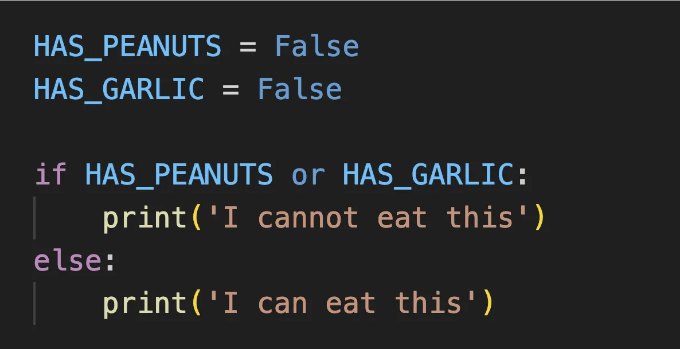 HAS_PEANUTS = False
HAS_GARLIC = False

if HAS_PEANUTS or HAS_GARLIC:
    print('I cannot eat this')
else:
    print('I can eat this')